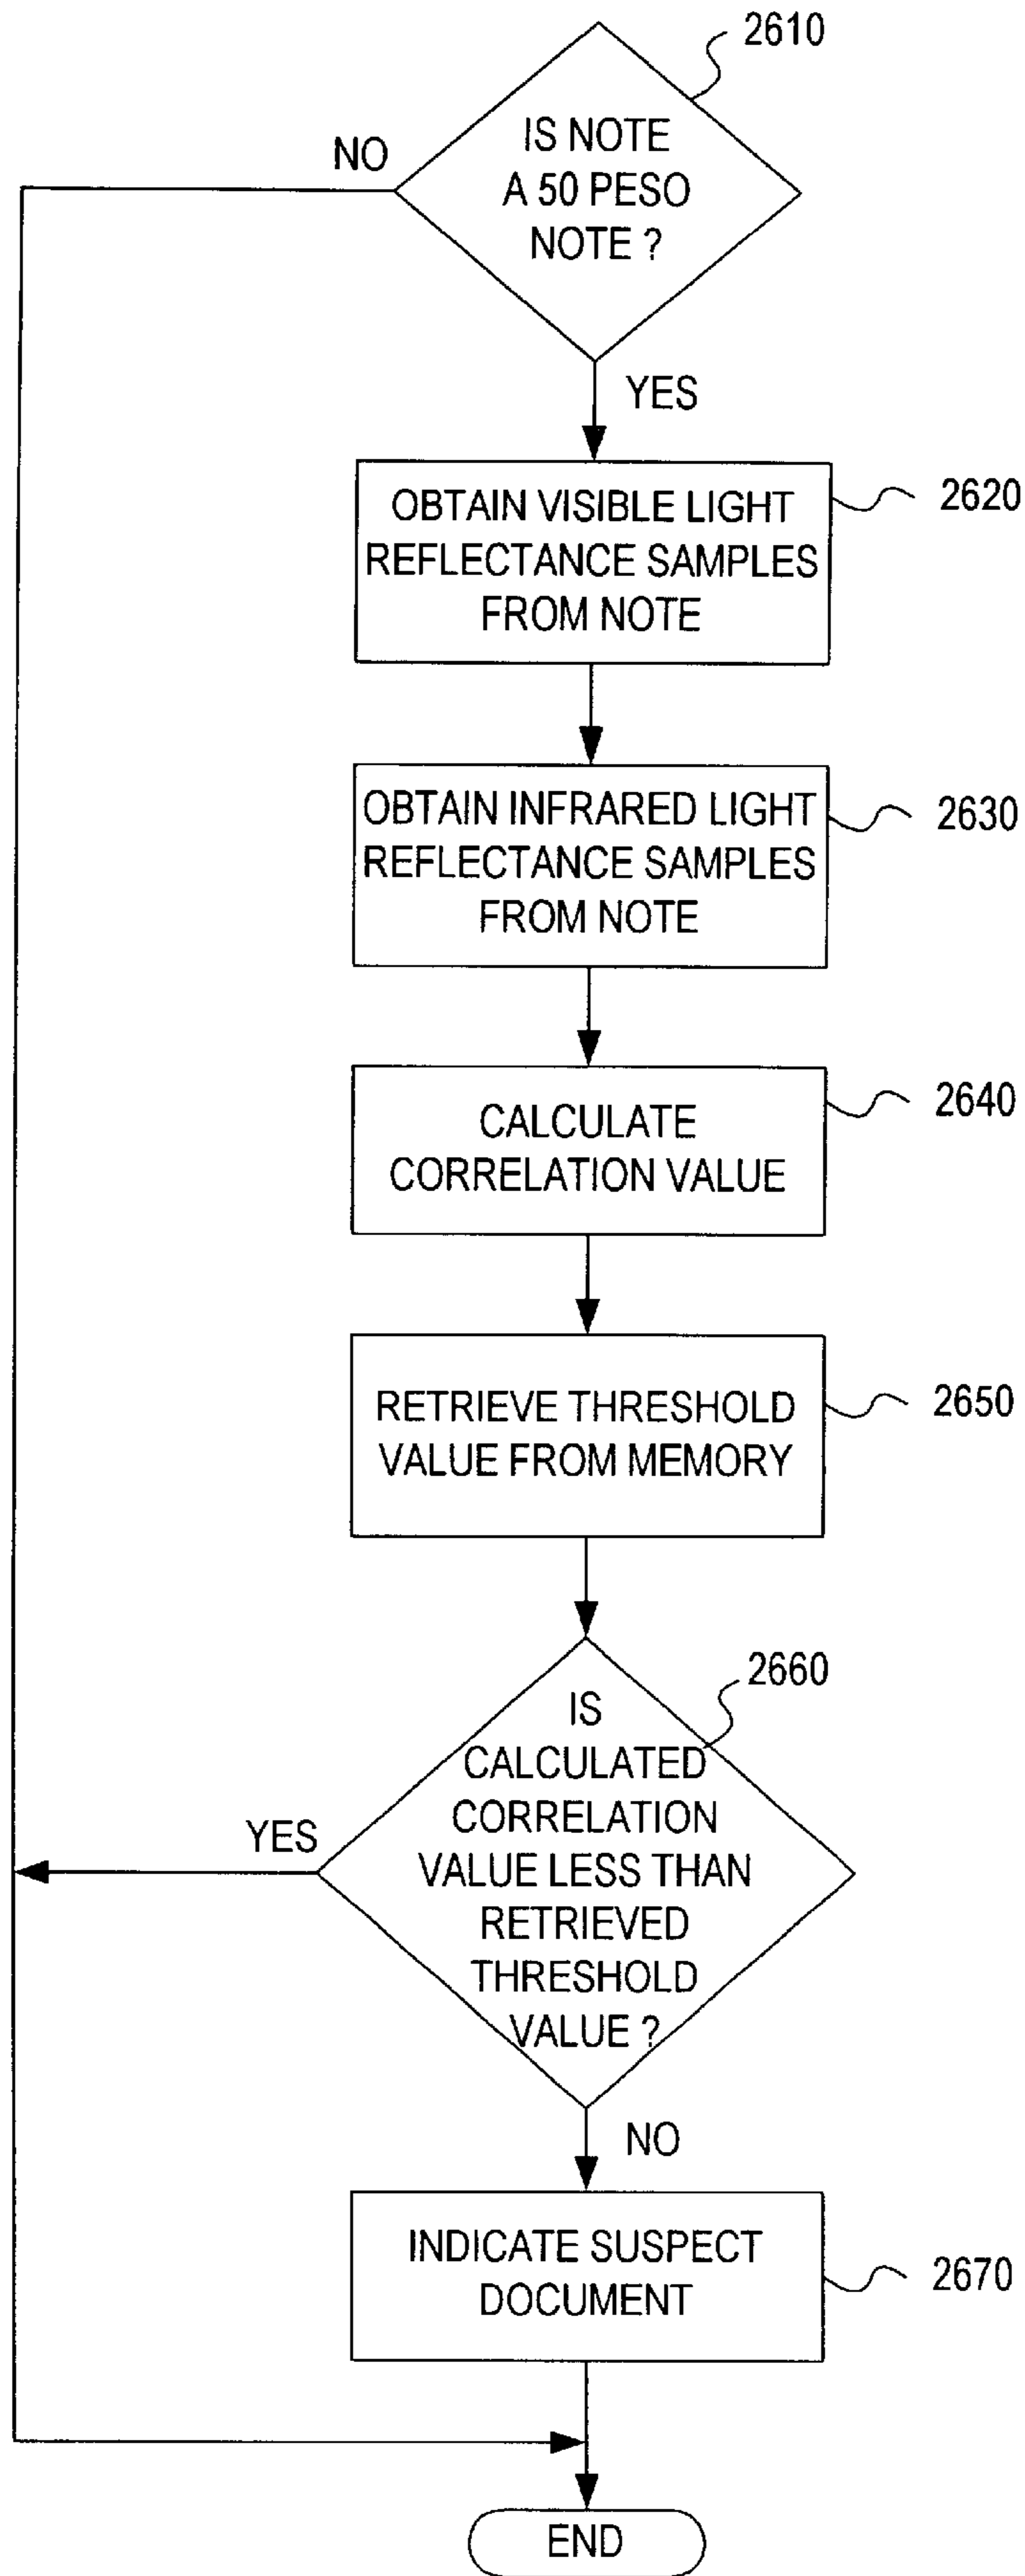 2610
IS NOTE
A 50 PESO
NOTE ?
NO
YES
OBTAIN VISIBLE LIGHT
REFLECTANCE SAMPLES
FROM NOTE
2620
OBTAIN INFRARED LIGHT
REFLECTANCE SAMPLES
FROM NOTE
2630
CALCULATE
CORRELATION VALUE
2640
RETRIEVE THRESHOLD
VALUE FROM MEMORY
2650
2660
IS
CALCULATED
CORRELATION
VALUE LESS THAN
RETRIEVED
THRESHOLD
VALUE ?
YES
NO
INDICATE SUSPECT
DOCUMENT
2670
END